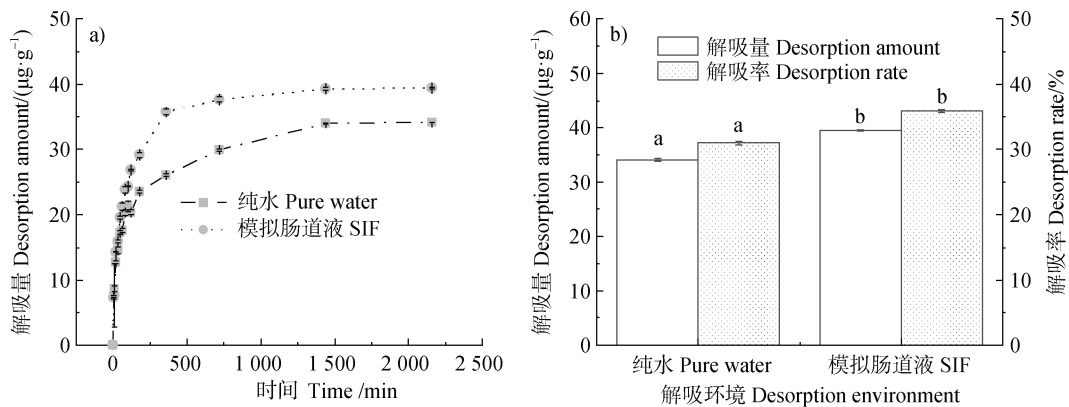 a)
解吸量 Desorption amount/(μg·g⁻¹)
50
40
30
20
10
0
纯水 Pure water
模拟肠道液 SIF
0
500
1 000
1 500
2 000
2 500
时间 Time /min
b)
解吸量 Desorption amount/(μg·g⁻¹)
60
50
40
30
20
10
0
解吸量 Desorption amount
解吸率 Desorption rate
a
a
b
b
50
40
30
20
10
0
解吸率 Desorption rate/%
纯水 Pure water
模拟肠道液 SIF
解吸环境 Desorption environment